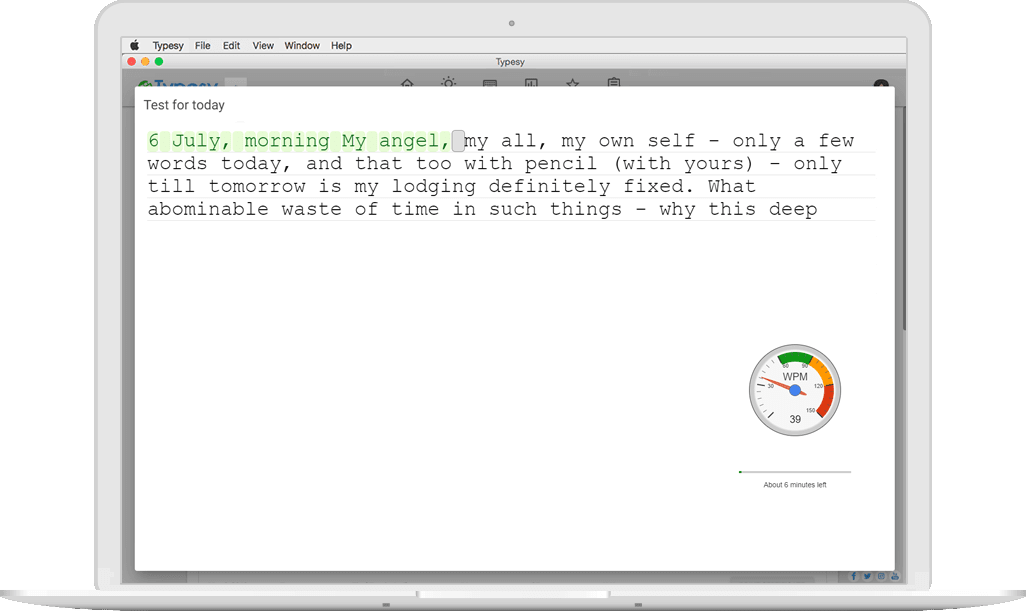 Typesy File Edit View Window Help
Typesy
Typesy
Test for today
6 July, morning My angel, my all, my own self - only a few
words today, and that too with pencil (with yours) - only
till tomorrow is my lodging definitely fixed. What
abominable waste of time in such things - why this deep
60 90
WPM
30 120
150
39
About 6 minutes left